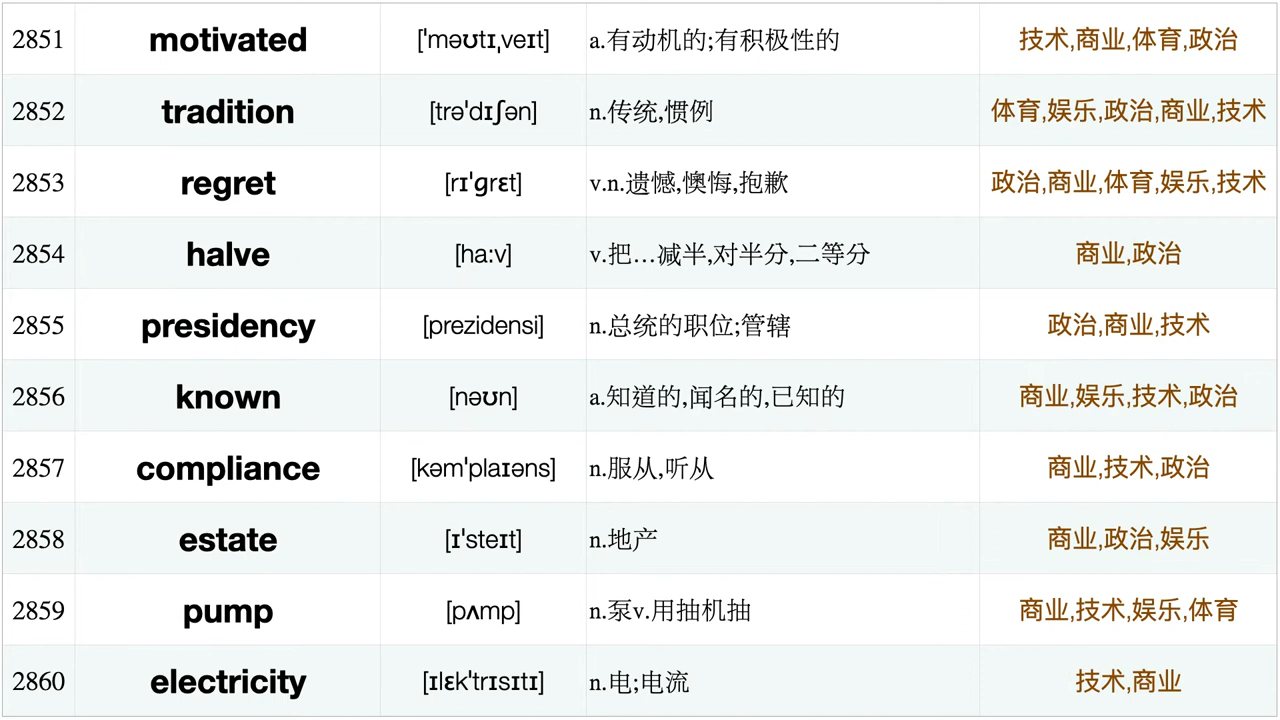 2851 motivated ['məʊtɪˌveɪt] a.有动机的;有积极性的 技术,商业,体育,政治
2852 tradition [trə'dɪʃən] n.传统,惯例 体育,娱乐,政治,商业,技术
2853 regret [rɪ'ɡrɛt] v.n.遗憾,懊悔,抱歉 政治,商业,体育,娱乐,技术
2854 halve [ha:v] v.把…减半,对半分,二等分 商业,政治
2855 presidency [prezidensi] n.总统的职位;管辖 政治,商业,技术
2856 known [nəʊn] a.知道的,闻名的,已知的 商业,娱乐,技术,政治
2857 compliance [kəm'plaɪəns] n.服从,听从 商业,技术,政治
2858 estate [ɪ'steɪt] n.地产 商业,政治,娱乐
2859 pump [pʌmp] n.泵v.用抽机抽 商业,技术,娱乐,体育
2860 electricity [ɪlɛk'trɪsɪtɪ] n.电;电流 技术,商业